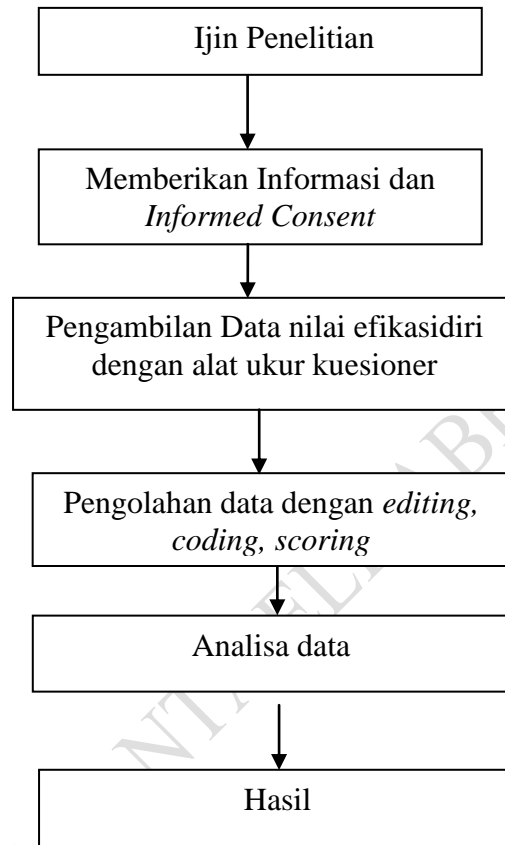 Ijin Penelitian
Memberikan Informasi dan
Informed Consent
Pengambilan Data nilai efikasidiri
dengan alat ukur kuesioner
Pengolahan data dengan editing,
coding, scoring
Analisa data
Hasil